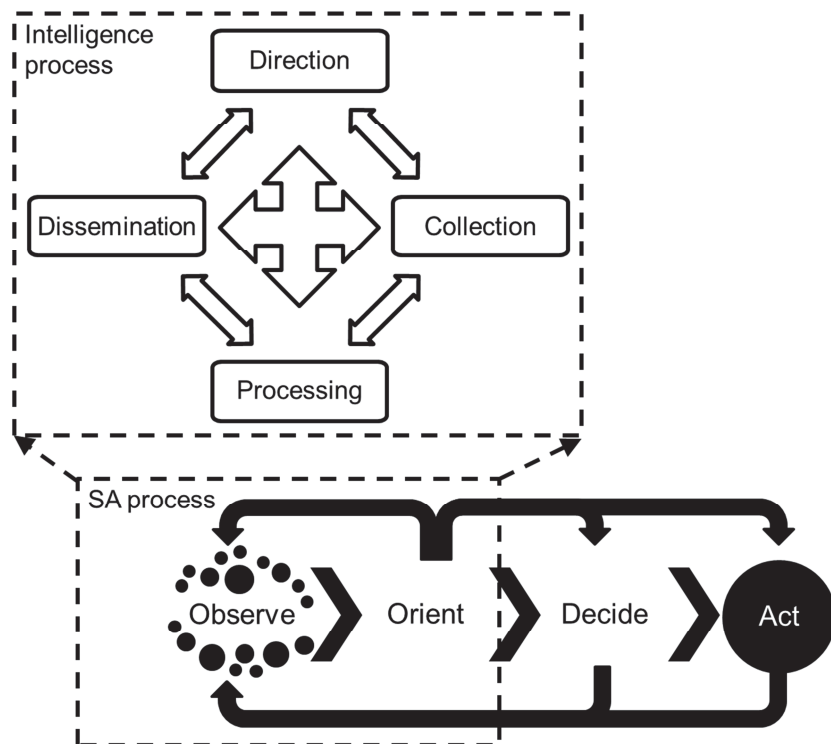 Intelligence
process
Direction
Dissemination
Collection
Processing
SA process
Observe
Orient
Decide
Act